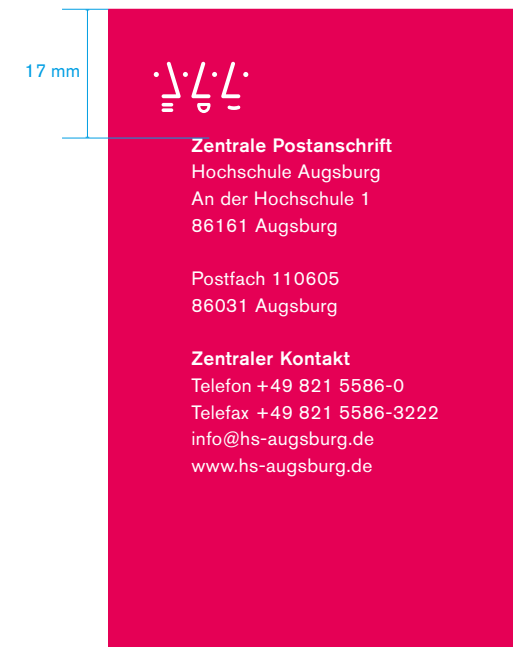 17 mm
Zentrale Postanschrift
Hochschule Augsburg
An der Hochschule 1
86161 Augsburg
Postfach 110605
86031 Augsburg
Zentraler Kontakt
Telefon +49 821 5586-0
Telefax +49 821 5586-3222
info@hs-augsburg.de
www.hs-augsburg.de